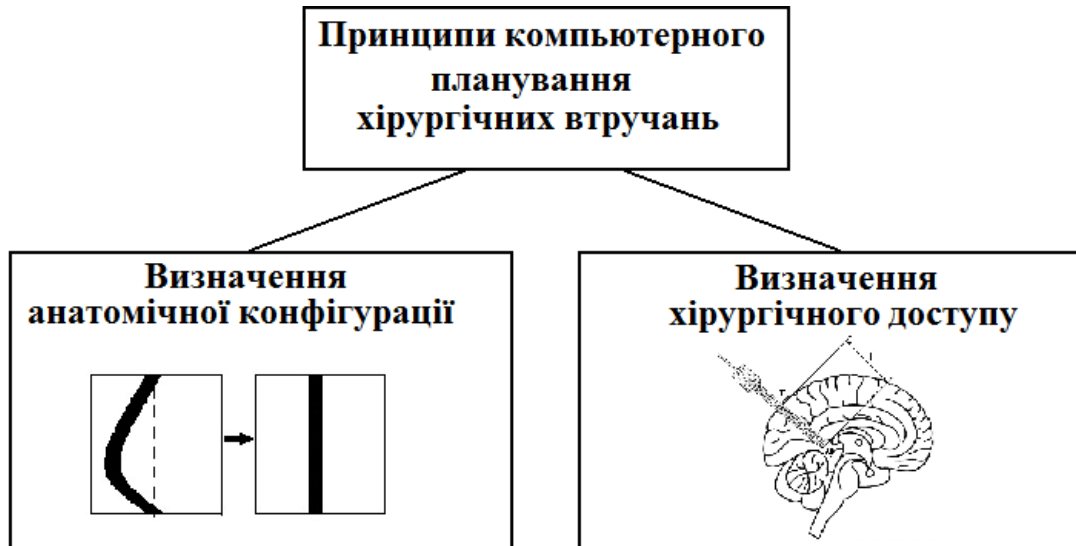 Принципи компьютерного
планування
хірургічних втручань
Визначення
анатомічної конфігурації
Визначення
хірургічного доступу